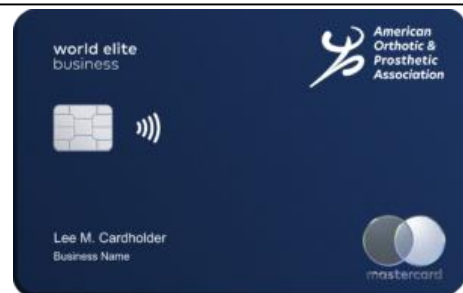 world elite
business
American
Orthotic &
Prosthetic
Association
Lee M. Cardholder
Business Name
mastercard